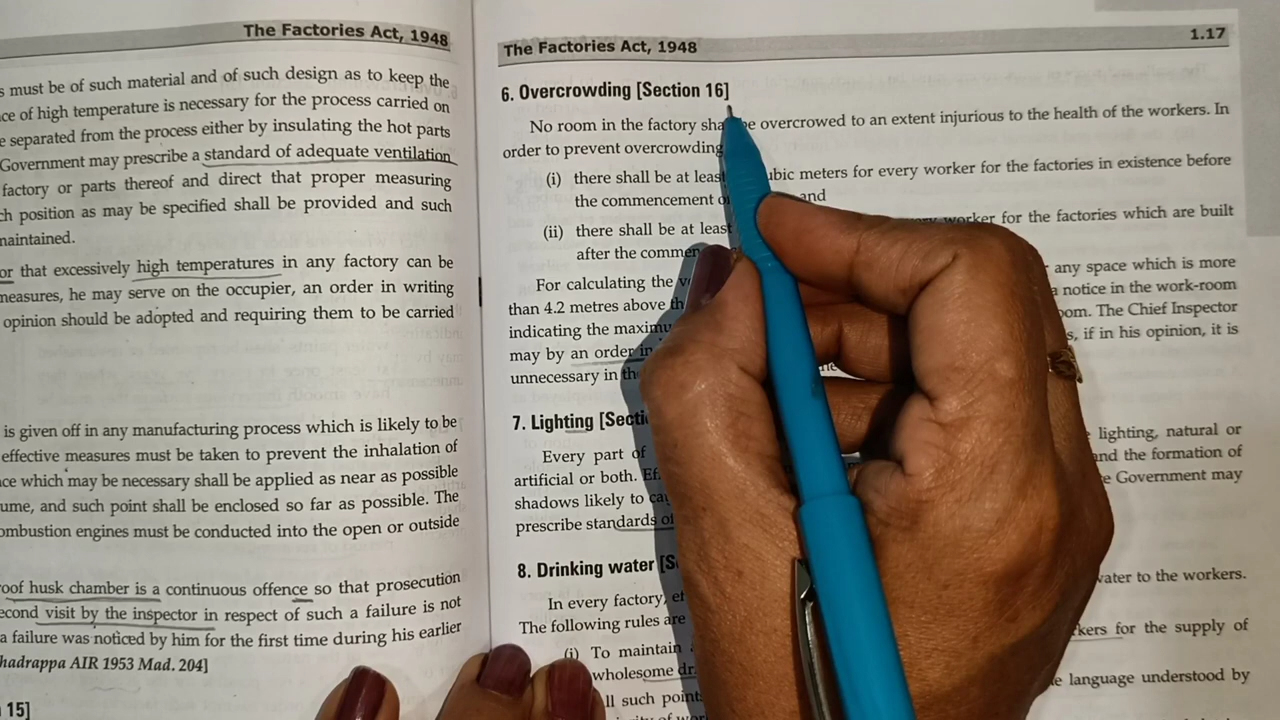 The Factories Act, 1948
s must be of such material and of such design as to keep the
ce of high temperature is necessary for the process carried on
e separated from the process either by insulating the hot parts
Government may prescribe a standard of adequate ventilation
factory or parts thereof and direct that proper measuring
ch position as may be specified shall be provided and such
maintained.
or that excessively high temperatures in any factory can be
measures, he may serve on the occupier, an order in writing
opinion should be adopted and requiring them to be carried
is given off in any manufacturing process which is likely to be
effective measures must be taken to prevent the inhalation of
ace which may be necessary shall be applied as near as possible
ume, and such point shall be enclosed so far as possible. The
ombustion engines must be conducted into the open or outside
oof husk chamber is a continuous offence so that prosecution
econd visit by the inspector in respect of such a failure is not
a failure was noticed by him for the first time during his earlier
hadrappa AIR 1953 Mad. 204]
15]
The Factories Act, 1948 1.17
6. Overcrowding [Section 16]
No room in the factory sha be overcrowed to an extent injurious to the health of the workers. In
order to prevent overcrowding
(i) there shall be at least ubic meters for every worker for the factories in existence before
the commencement o and
(ii) there shall be at least worker for the factories which are built
after the commen
For calculating the v any space which is more
than 4.2 metres above th a notice in the work-room
indicating the maximu om. The Chief Inspector
may by an order in s, if in his opinion, it is
unnecessary in th
7. Lighting [Secti
Every part of lighting, natural or
artificial or both. Ef and the formation of
shadows likely to ca e Government may
prescribe standards of
8. Drinking water [S
In every factory, et water to the workers.
The following rules are
(i) To maintain kers for the supply of
wholesome dr
ll such point e language understood by